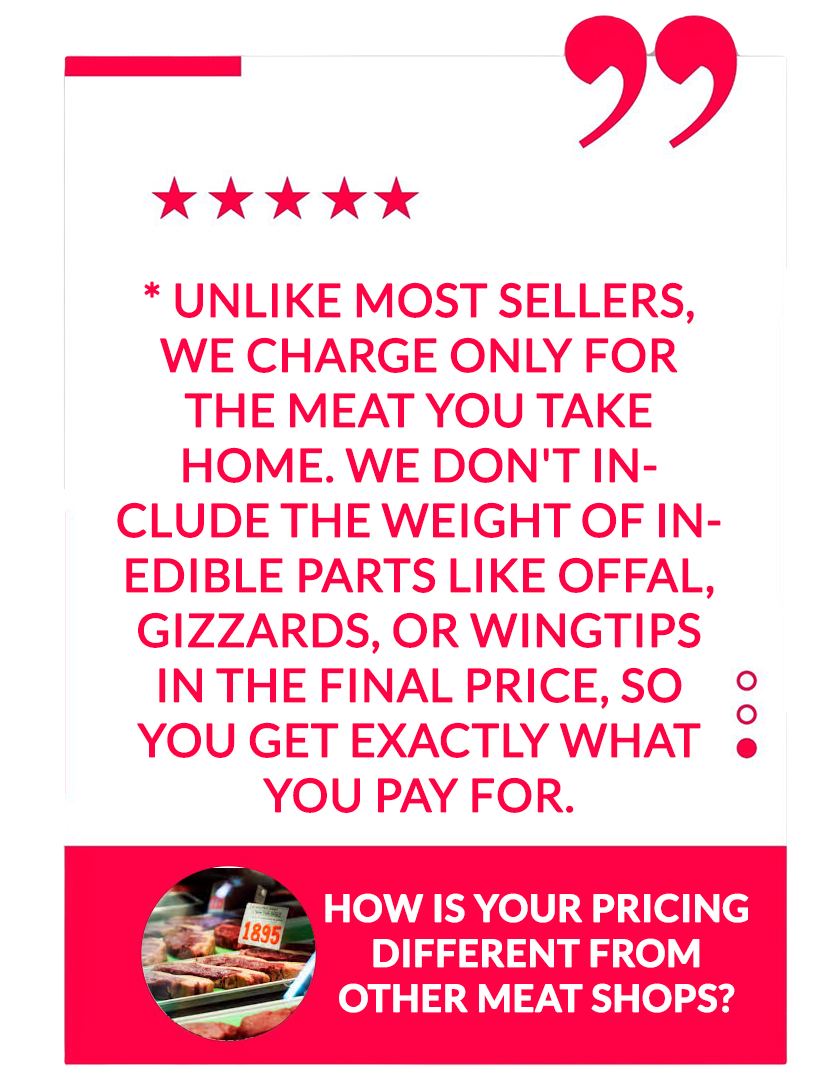 * UNLIKE MOST SELLERS,
WE CHARGE ONLY FOR
THE MEAT YOU TAKE
HOME. WE DON'T IN-
CLUDE THE WEIGHT OF IN-
EDIBLE PARTS LIKE OFFAL,
GIZZARDS, OR WINGTIPS
IN THE FINAL PRICE, SO
YOU GET EXACTLY WHAT
YOU PAY FOR.
1895
HOW IS YOUR PRICING
DIFFERENT FROM
OTHER MEAT SHOPS?